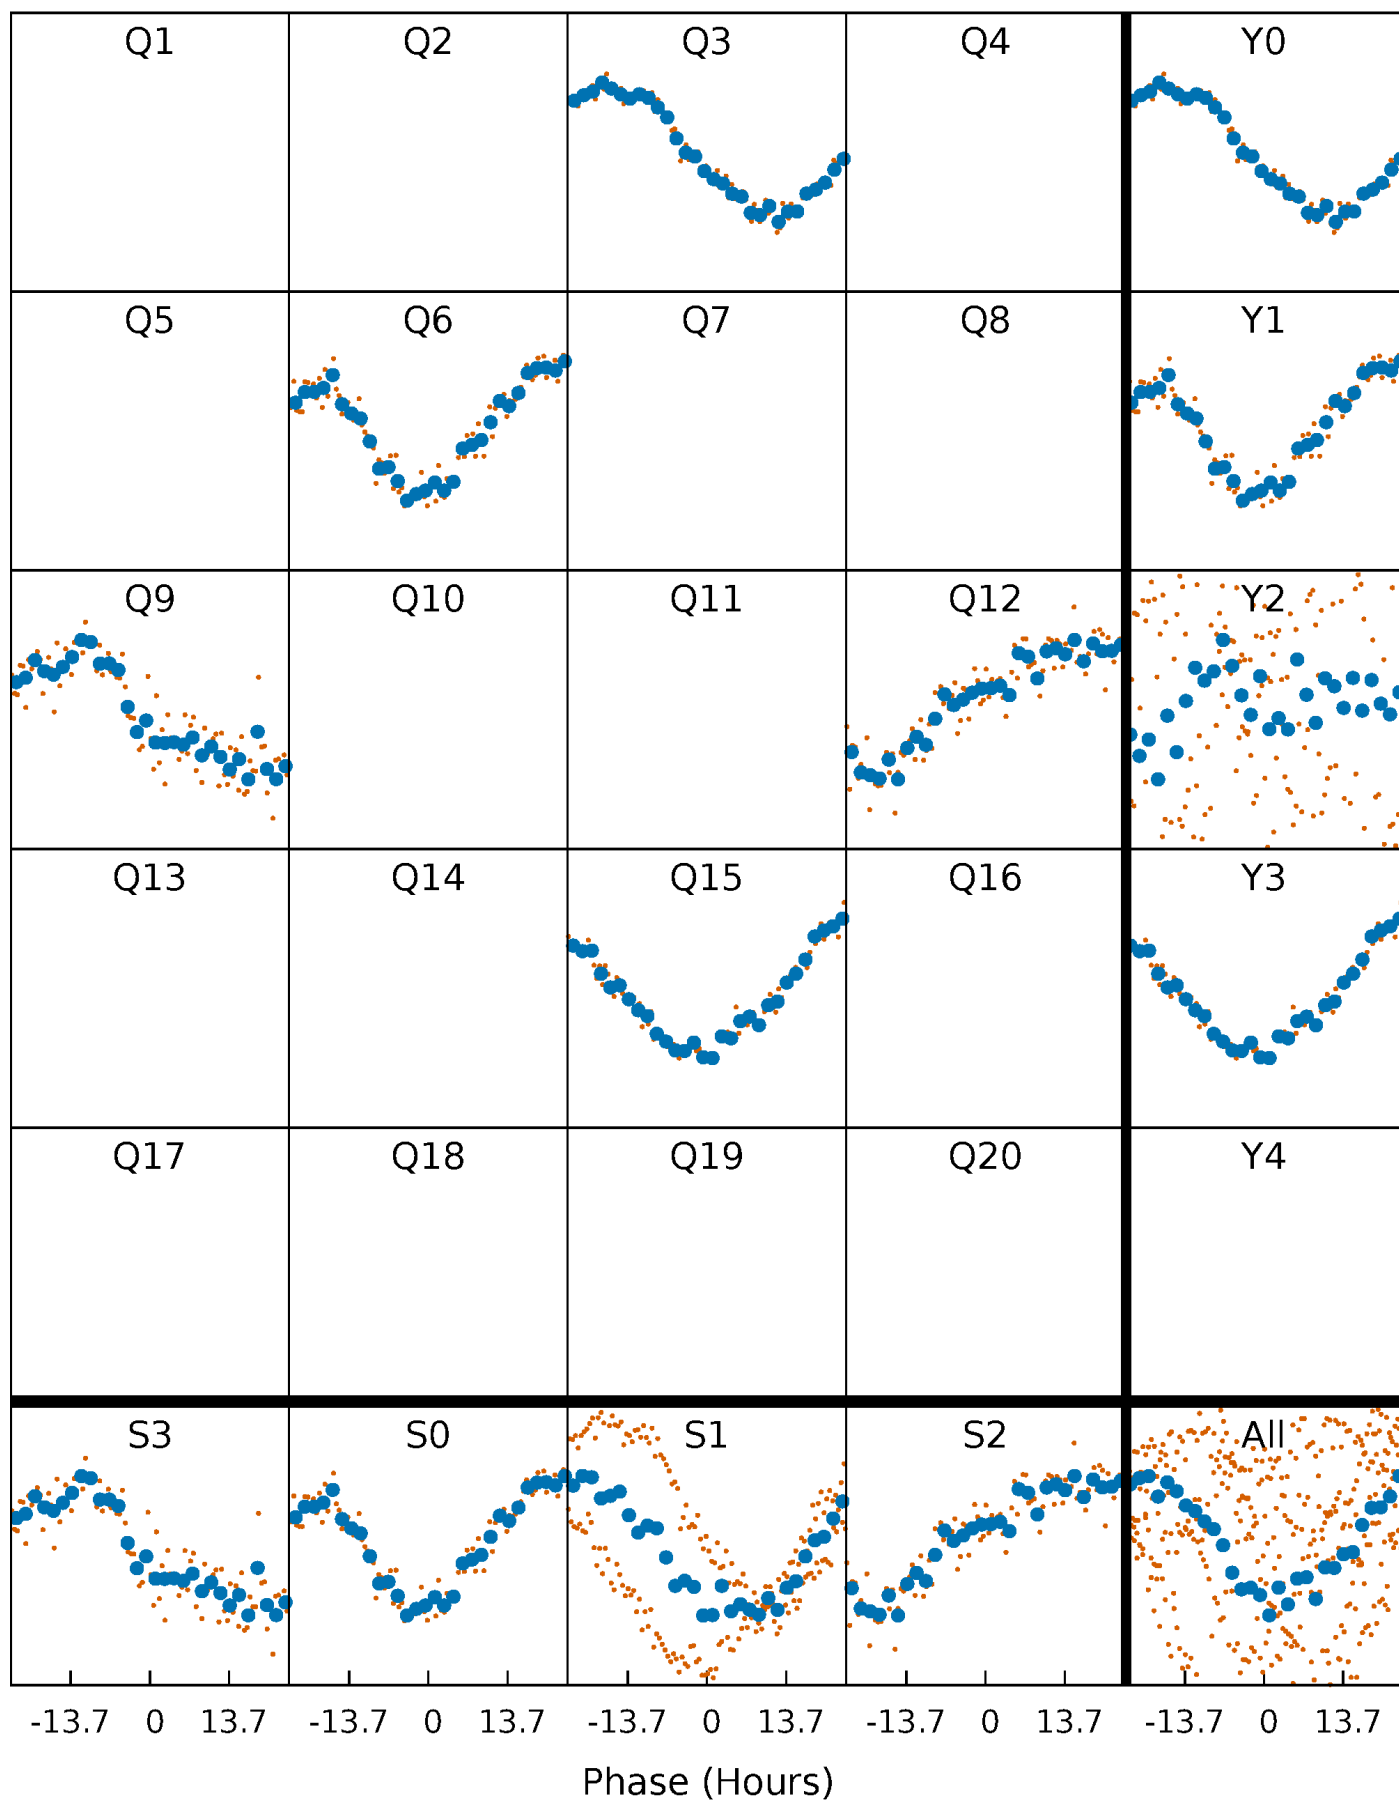 Q1 Q2 Q3 Q4 Y0
Q5 Q6 Q7 Q8 Y1
Q9 Q10 Q11 Q12 Y2
Q13 Q14 Q15 Q16 Y3
Q17 Q18 Q19 Q20 Y4
S3 S0 S1 S2 All
-13.7 0 13.7 -13.7 0 13.7 -13.7 0 13.7 -13.7 0 13.7 -13.7 0 13.7
Phase (Hours)